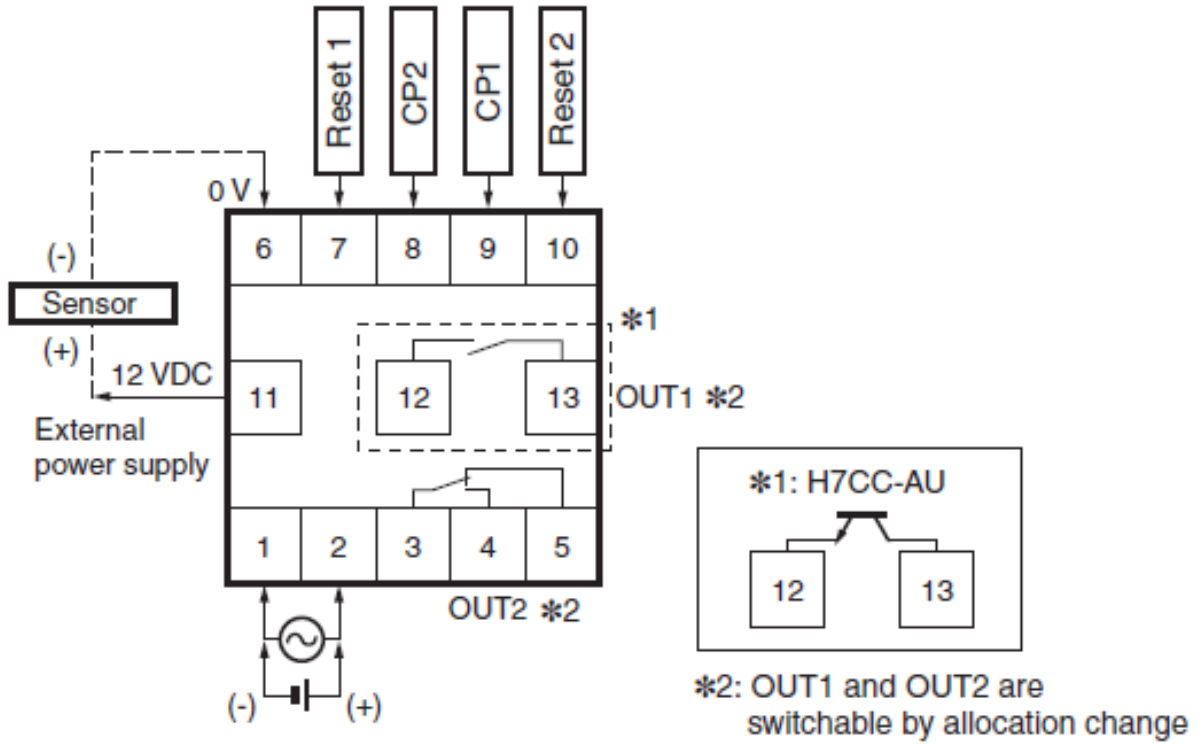 Reset 1
CP2
CP1
Reset 2
0 V
6 7 8 9 10
(-)
Sensor
(+)
12 VDC
External
power supply
11
12
13
✻1
OUT1 ✻2
1 2 3 4 5
OUT2 ✻2
(-)
(+)
✻1: H7CC-AU
12
13
✻2: OUT1 and OUT2 are
switchable by allocation change